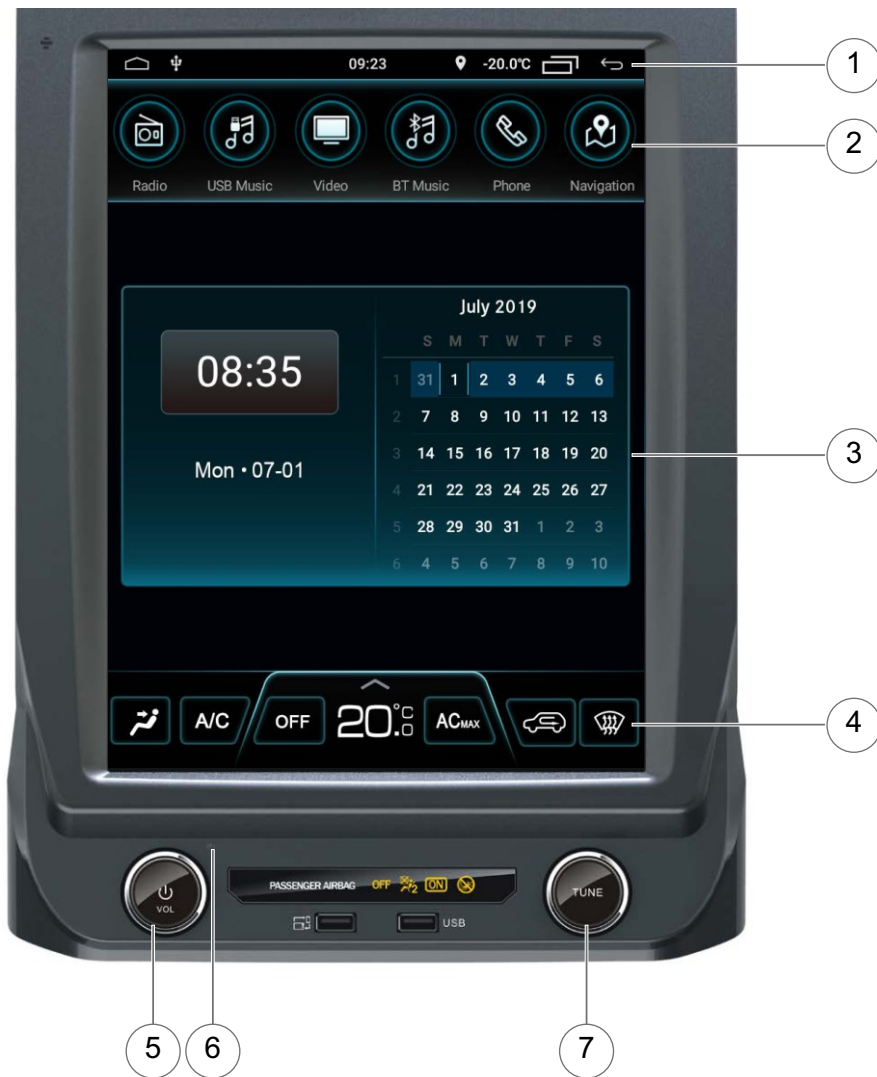 09:23 -20.0℃
1
Radio USB Music Video BT Music Phone Navigation
2
July 2019
S M T W T F S
08:35
1 31 1 2 3 4 5 6
2 7 8 9 10 11 12 13
Mon • 07-01
3 14 15 16 17 18 19 20
3
4 21 22 23 24 25 26 27
5 28 29 30 31 1 2 3
6 4 5 6 7 8 9 10
A/C OFF 20.0°C AC MAX
4
VOL
PASSENGER AIRBAG OFF 2 ON
TUNE
USB
5 6 7